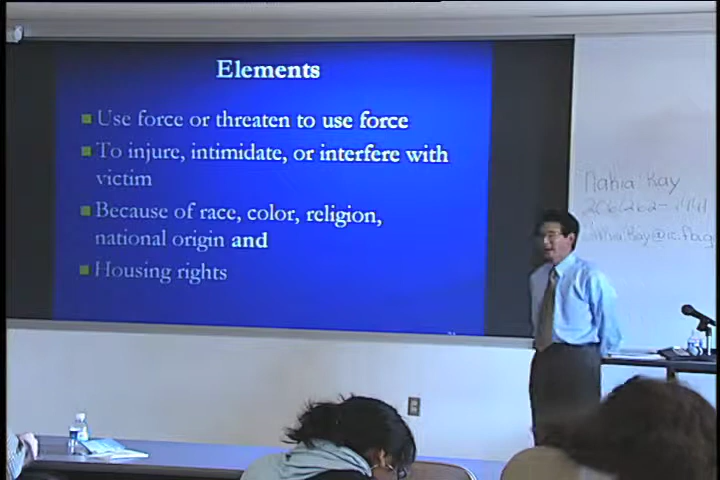 Elements
Use force or threaten to use force
To injure, intimidate, or interfere with
victim
Because of race, color, religion,
national origin and
Housing rights
Kay